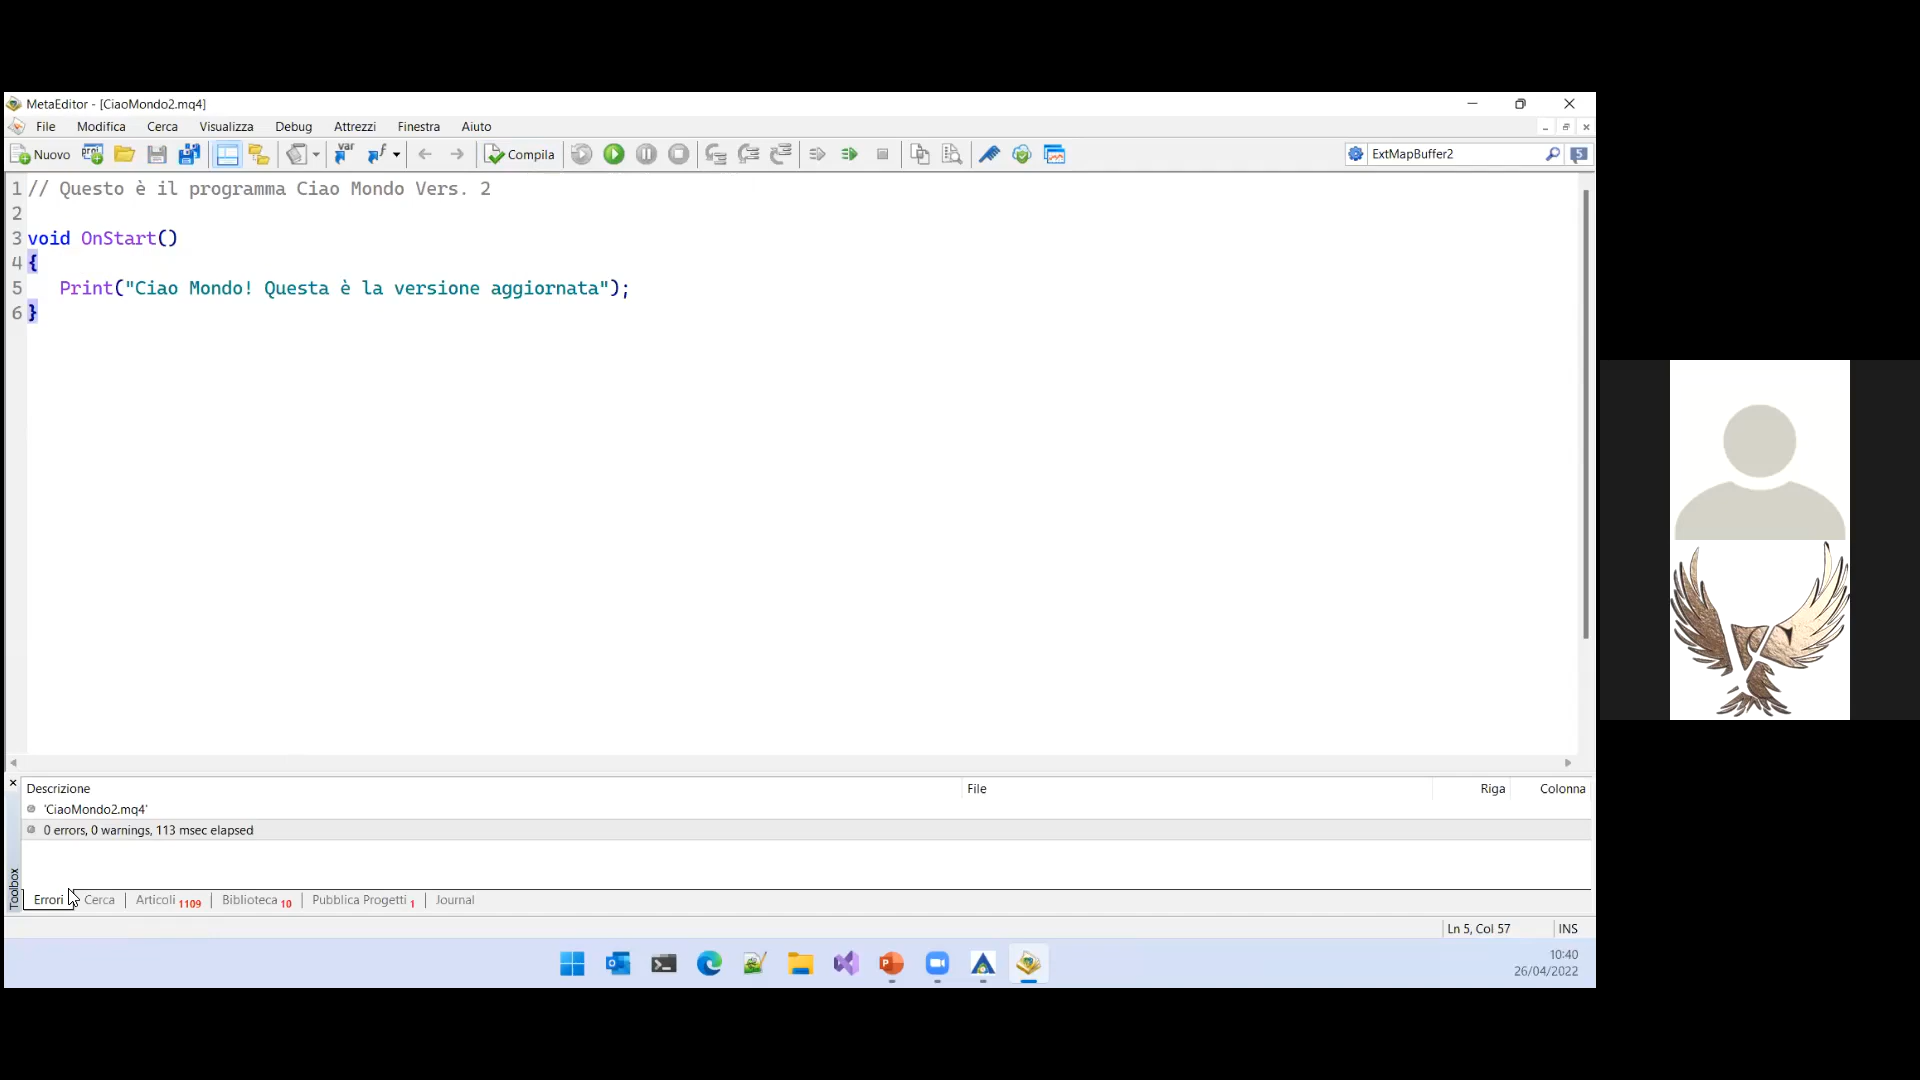 MetaEditor - [CiaoMondo2.mq4]
File Modifica Cerca Visualizza Debug Attrezzi Finestra Aiuto
Nuovo proj var f Compila ExtMapBuffer2 5
1 // Questo è il programma Ciao Mondo Vers. 2
2
3 void OnStart()
4 {
5 Print("Ciao Mondo! Questa è la versione aggiornata");
6 }
Descrizione File Riga Colonna
'CiaoMondo2.mq4'
0 errors, 0 warnings, 113 msec elapsed
Toolbox
Errori Cerca Articoli 1109 Biblioteca 10 Pubblica Progetti 1 Journal
Ln 5, Col 57 INS
10:40
26/04/2022